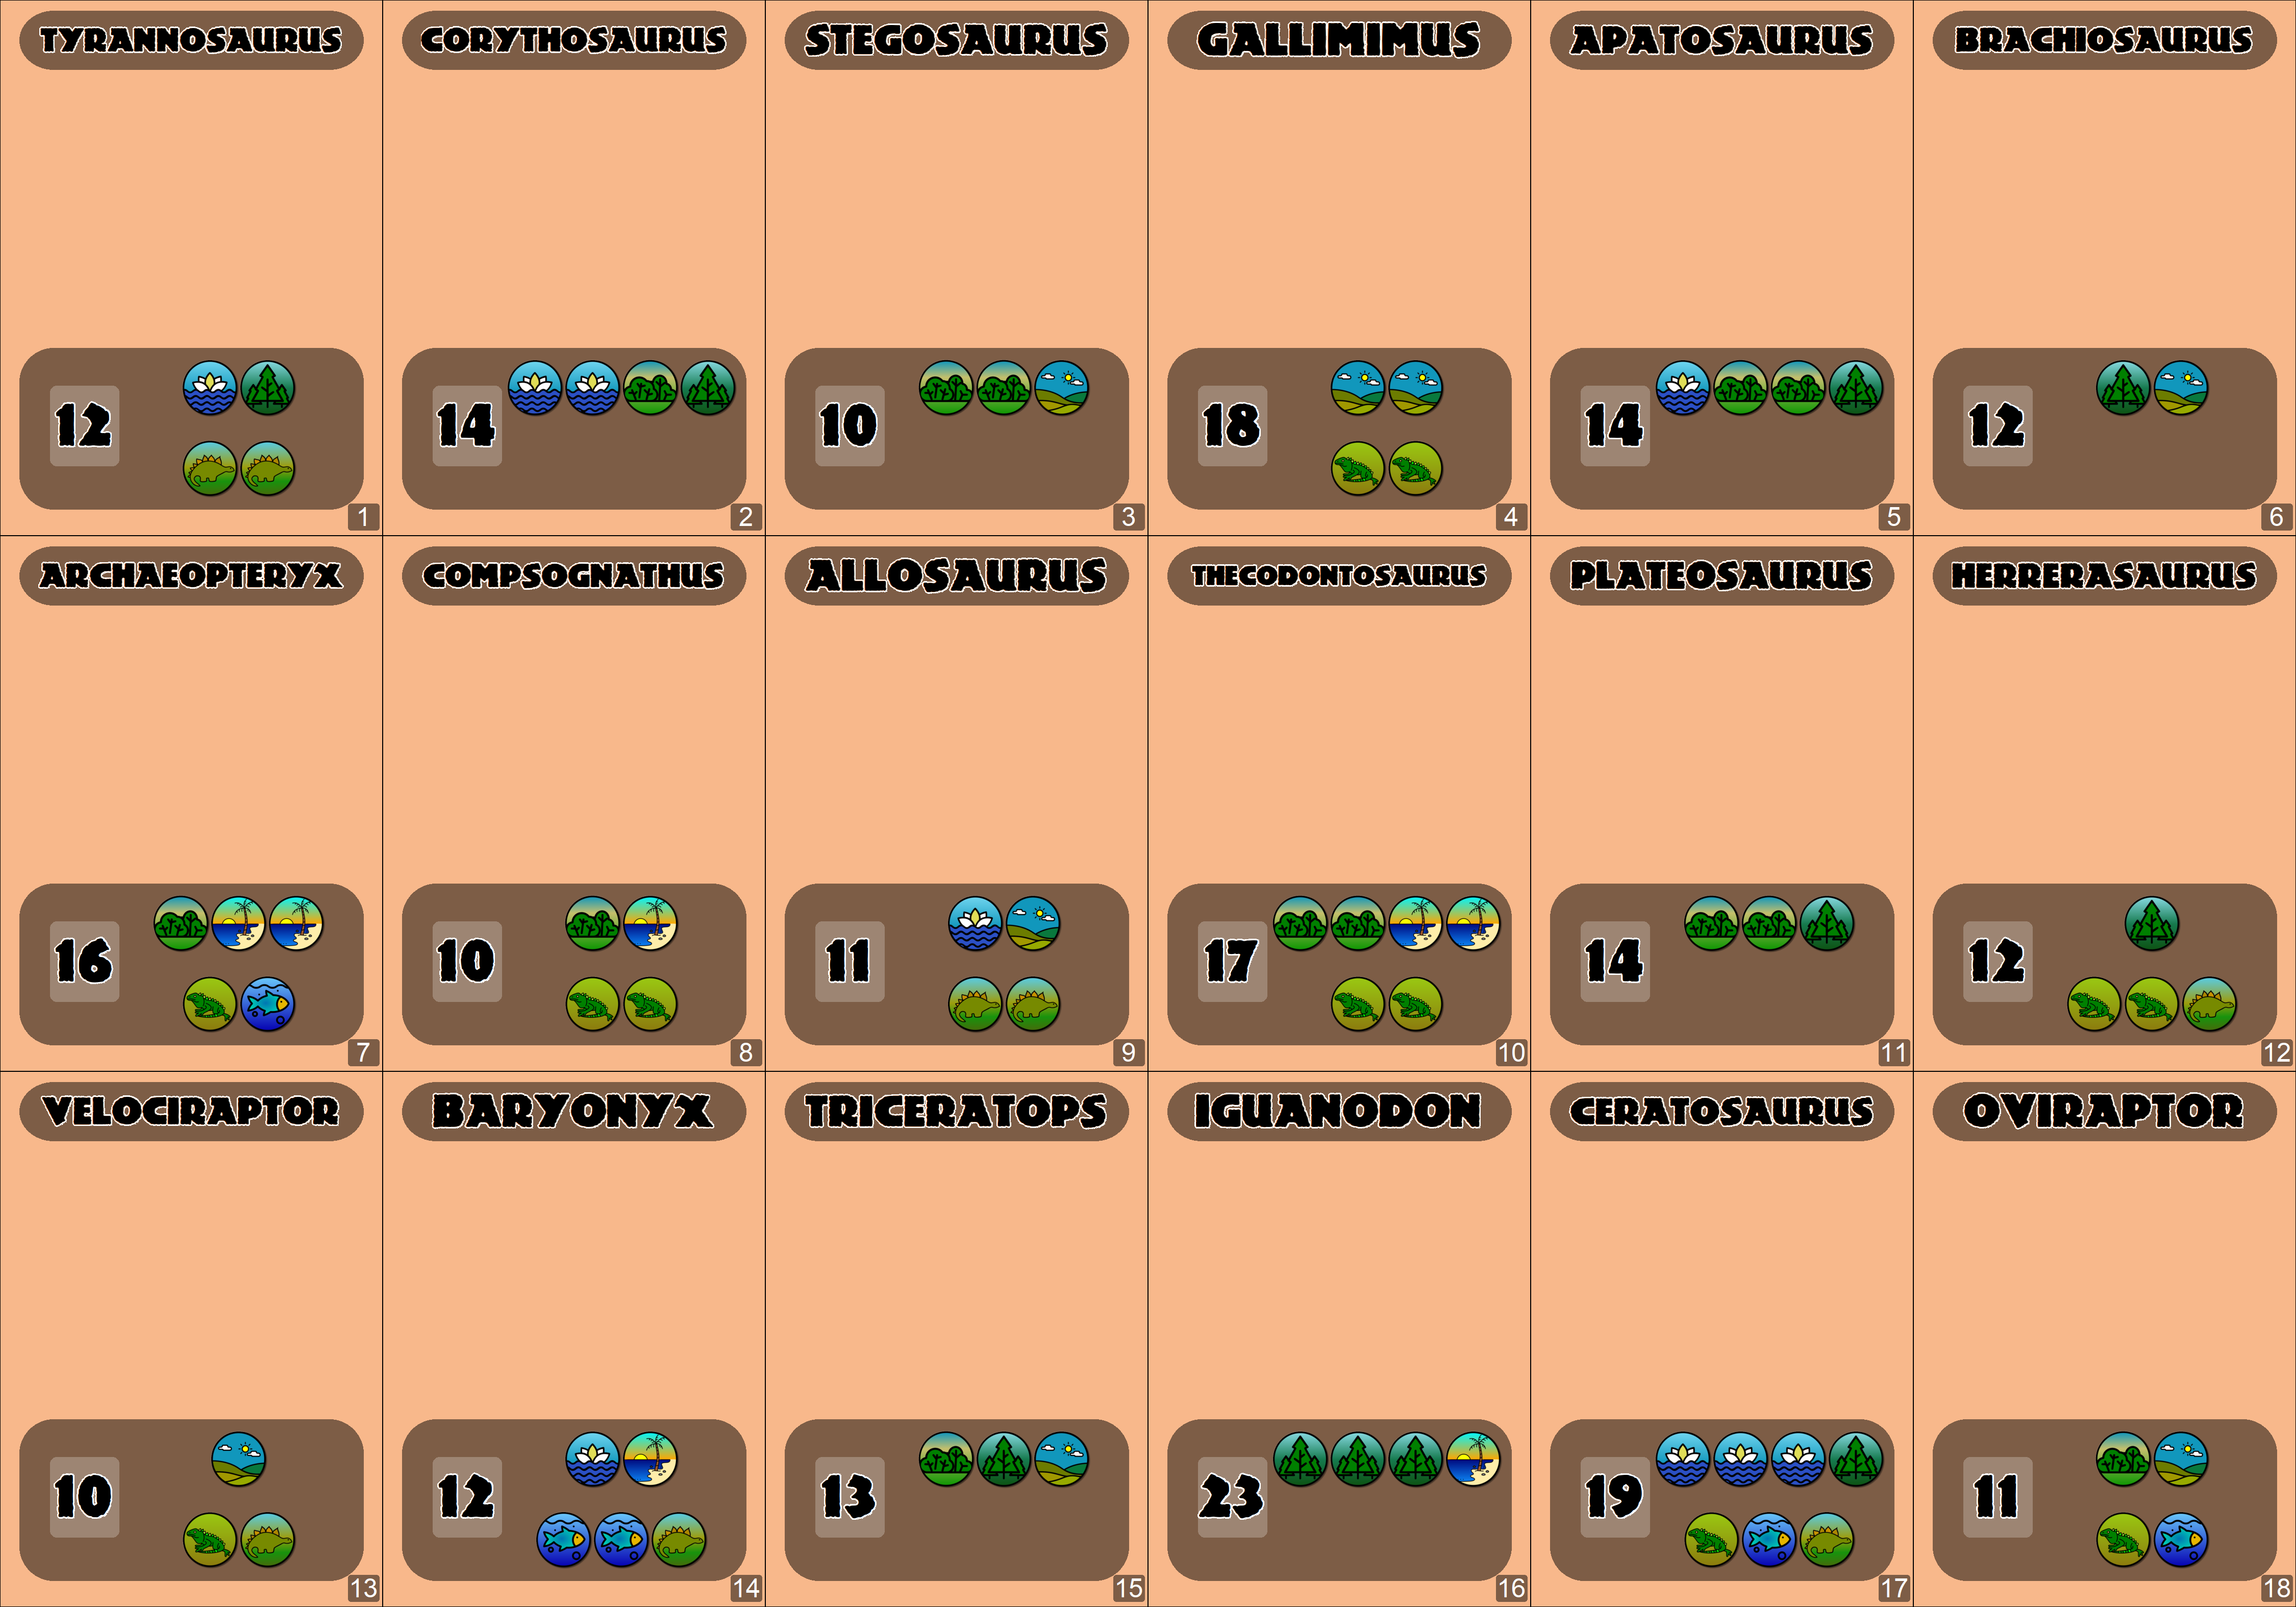 TYRANNOSAURUS
12
1
CORYTHOSAURUS
14
2
STEGOSAURUS
10
3
GALLIMIMUS
18
4
APATOSAURUS
14
5
BRACHIOSAURUS
12
6
ARCHAEOPTERYX
16
7
COMPSOGNATHUS
10
8
ALLOSAURUS
11
9
THECODONTOSAURUS
17
10
PLATEOSAURUS
14
11
HERRERASAURUS
12
12
VELOCIRAPTOR
10
13
BARYONYX
12
14
TRICERATOPS
13
15
IGUANODON
23
16
CERATOSAURUS
19
17
OVIRAPTOR
11
18